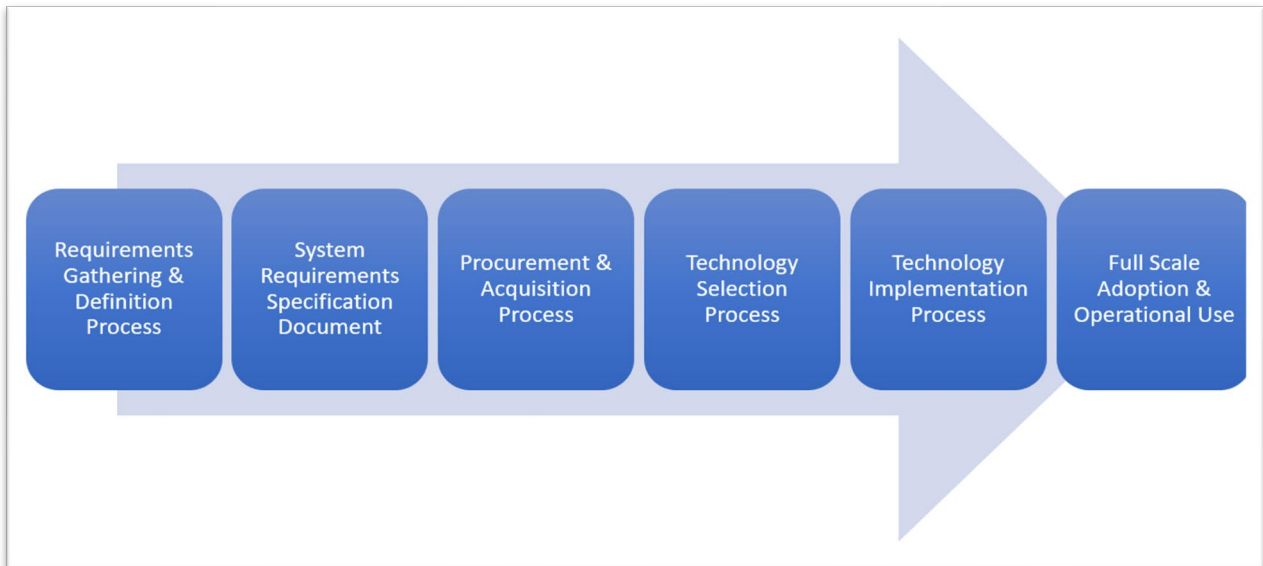 Requirements
Gathering &
Definition
Process
System
Requirements
Specification
Document
Procurement &
Acquisition
Process
Technology
Selection
Process
Technology
Implementation
Process
Full Scale
Adoption &
Operational Use